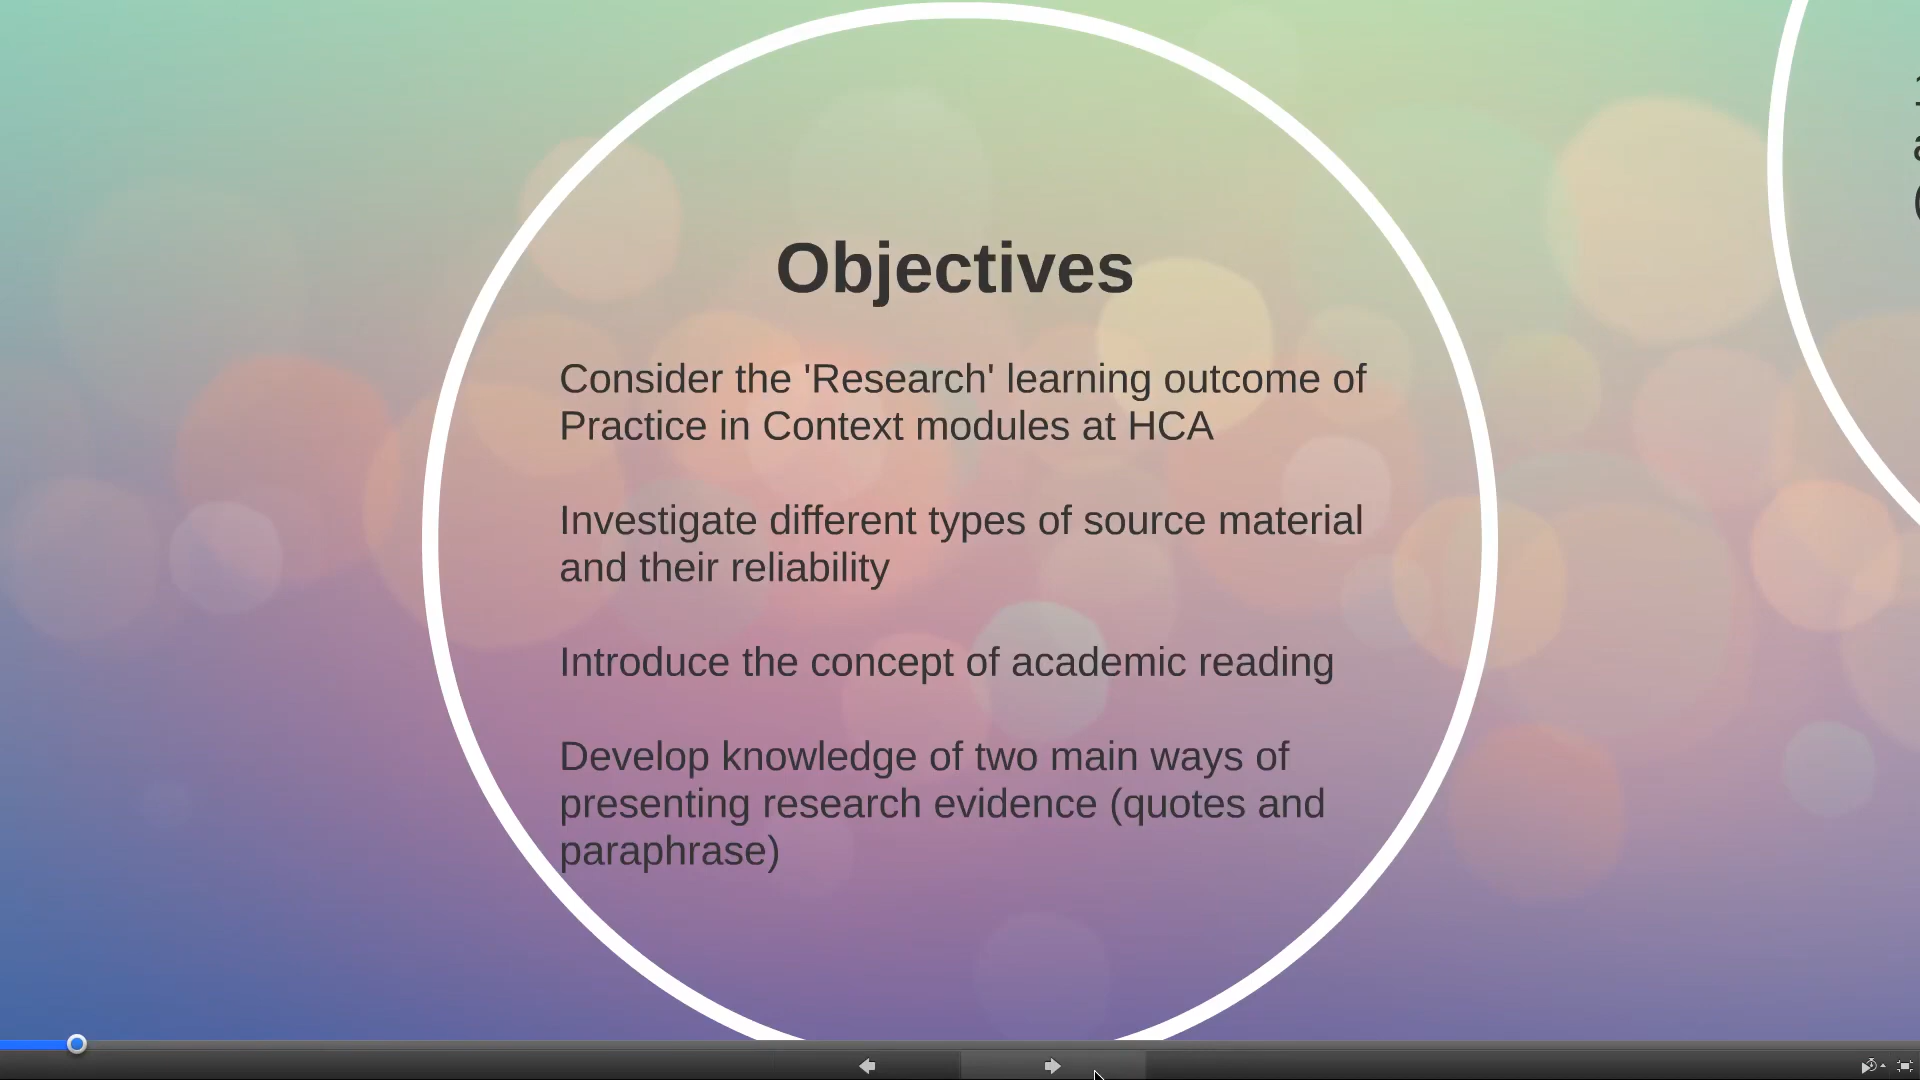 Objectives
Consider the 'Research' learning outcome of
Practice in Context modules at HCA
Investigate different types of source material
and their reliability
Introduce the concept of academic reading
Develop knowledge of two main ways of
presenting research evidence (quotes and
paraphrase)